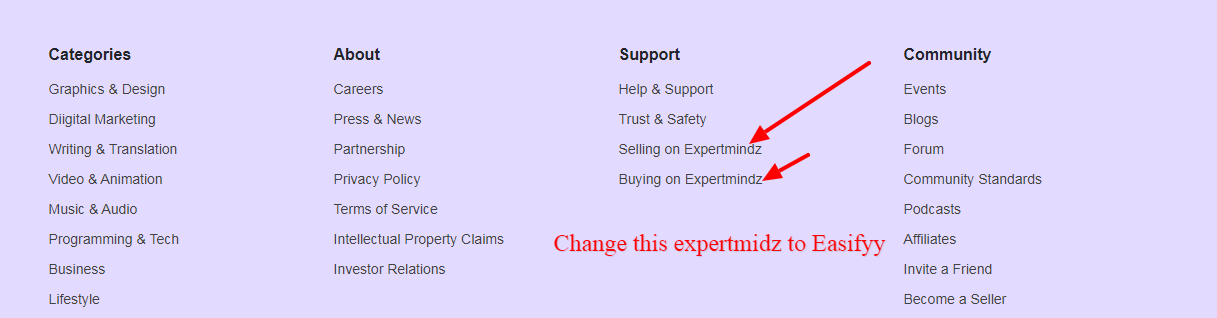 Categories
Graphics & Design
Diigital Marketing
Writing & Translation
Video & Animation
Music & Audio
Programming & Tech
Business
Lifestyle
About
Careers
Press & News
Partnership
Privacy Policy
Terms of Service
Intellectual Property Claims
Investor Relations
Support
Help & Support
Trust & Safety
Selling on Expertmindz
Buying on Expertmindz
Change this expertmidz to Easifyy
Community
Events
Blogs
Forum
Community Standards
Podcasts
Affiliates
Invite a Friend
Become a Seller